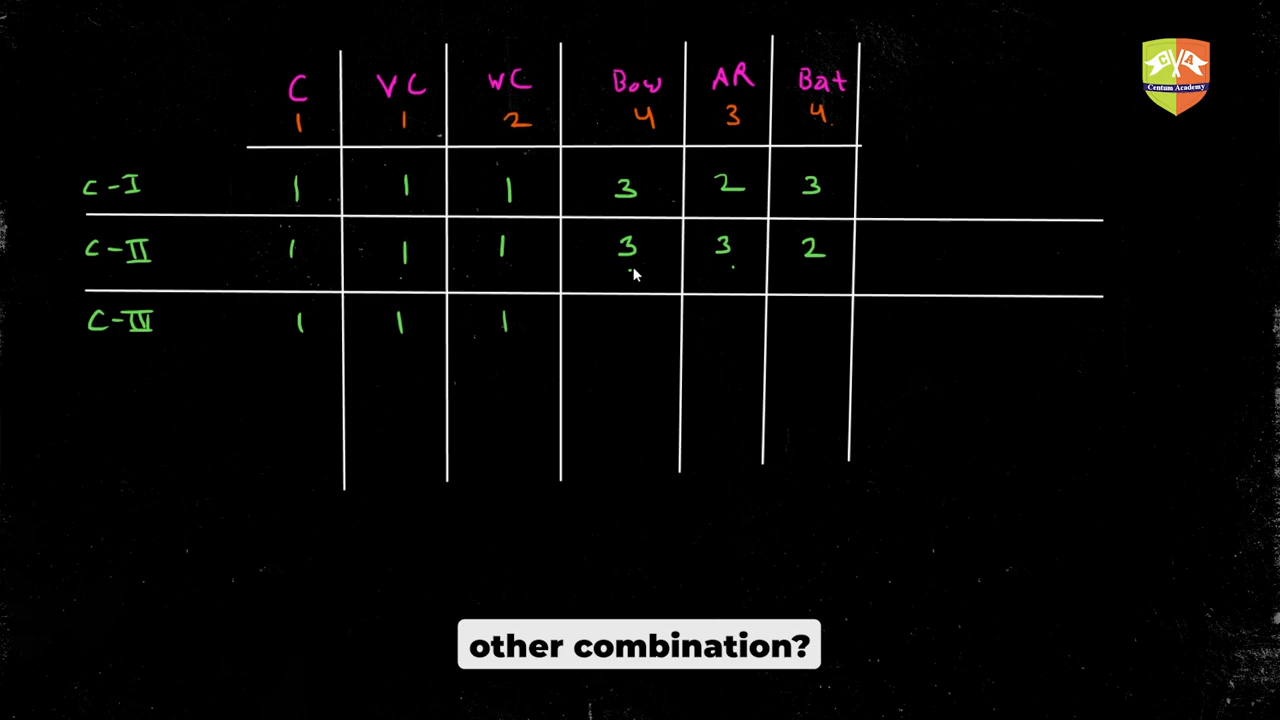 C VC WC Bow AR Bat
1 1 2 4 3 4
C-I 1 1 1 3 2 3
C-II 1 1 1 3 3 2
C-III 1 1 1
CA
Centum Academy
other combination?